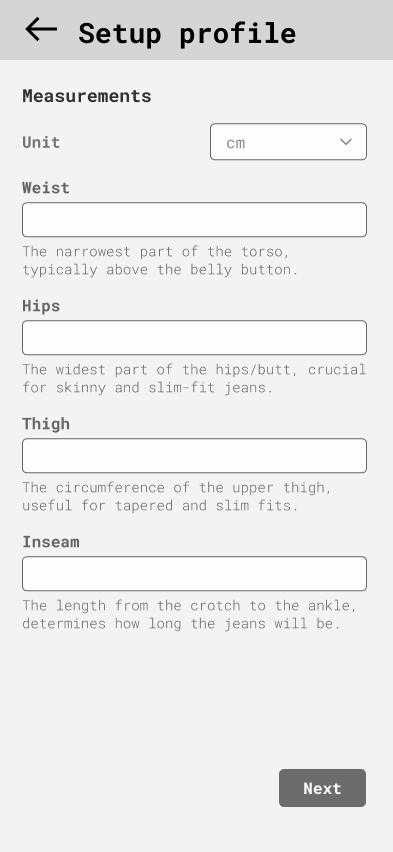 Setup profile
Measurements
Unit
cm
Weist
The narrowest part of the torso,
typically above the belly button.
Hips
The widest part of the hips/butt, crucial
for skinny and slim-fit jeans.
Thigh
The circumference of the upper thigh,
useful for tapered and slim fits.
Inseam
The length from the crotch to the ankle,
determines how long the jeans will be.
Next